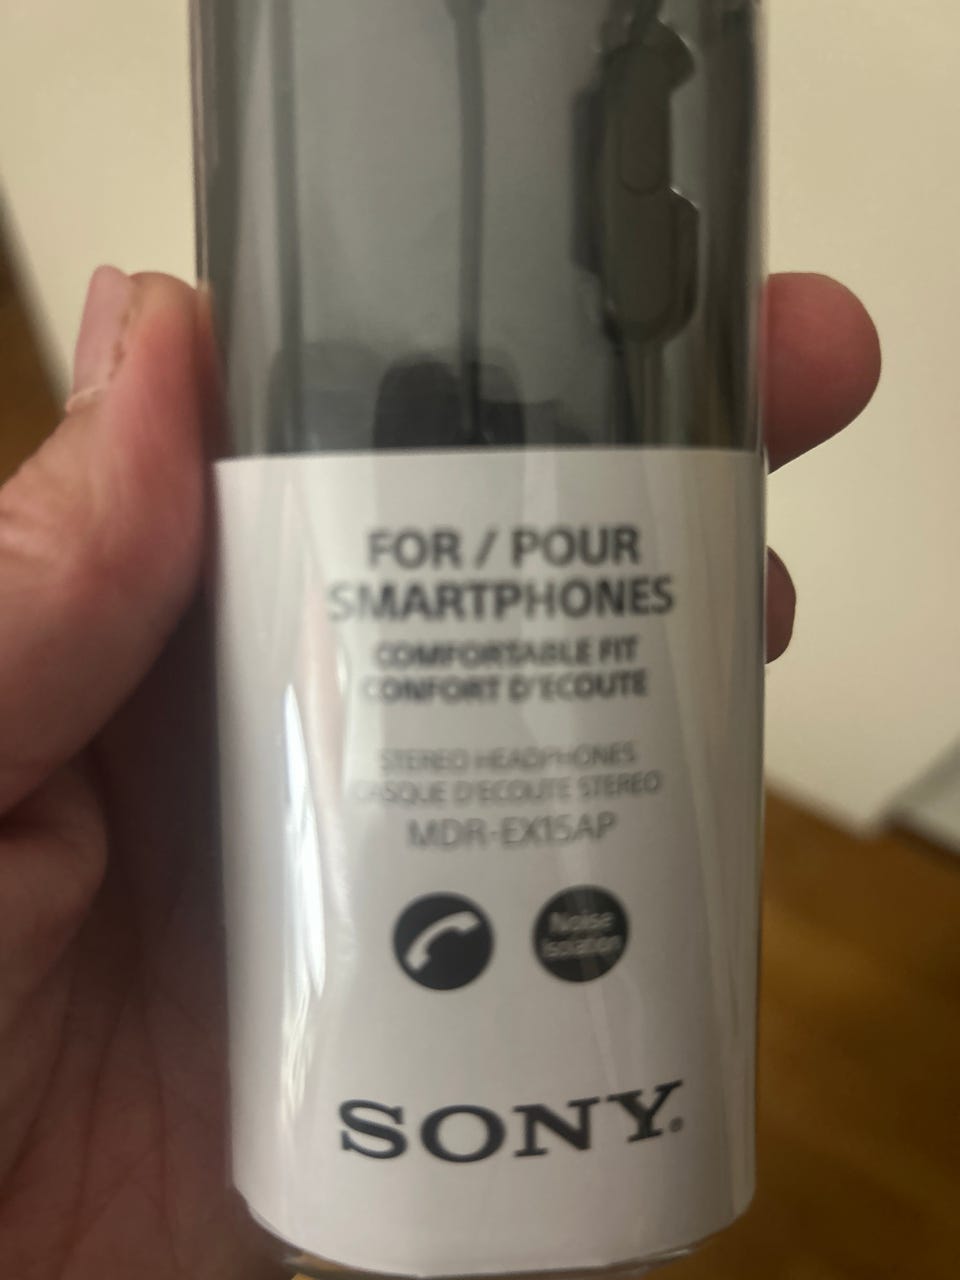 FOR / POUR
SMARTPHONES
COMFORTABLE FIT
CONFORT D'ECOUTE
STEREO HEADPHONES
CASQUE D'ECOUTE STEREO
MDR-EX15AP
Noise
Isolation
SONY®